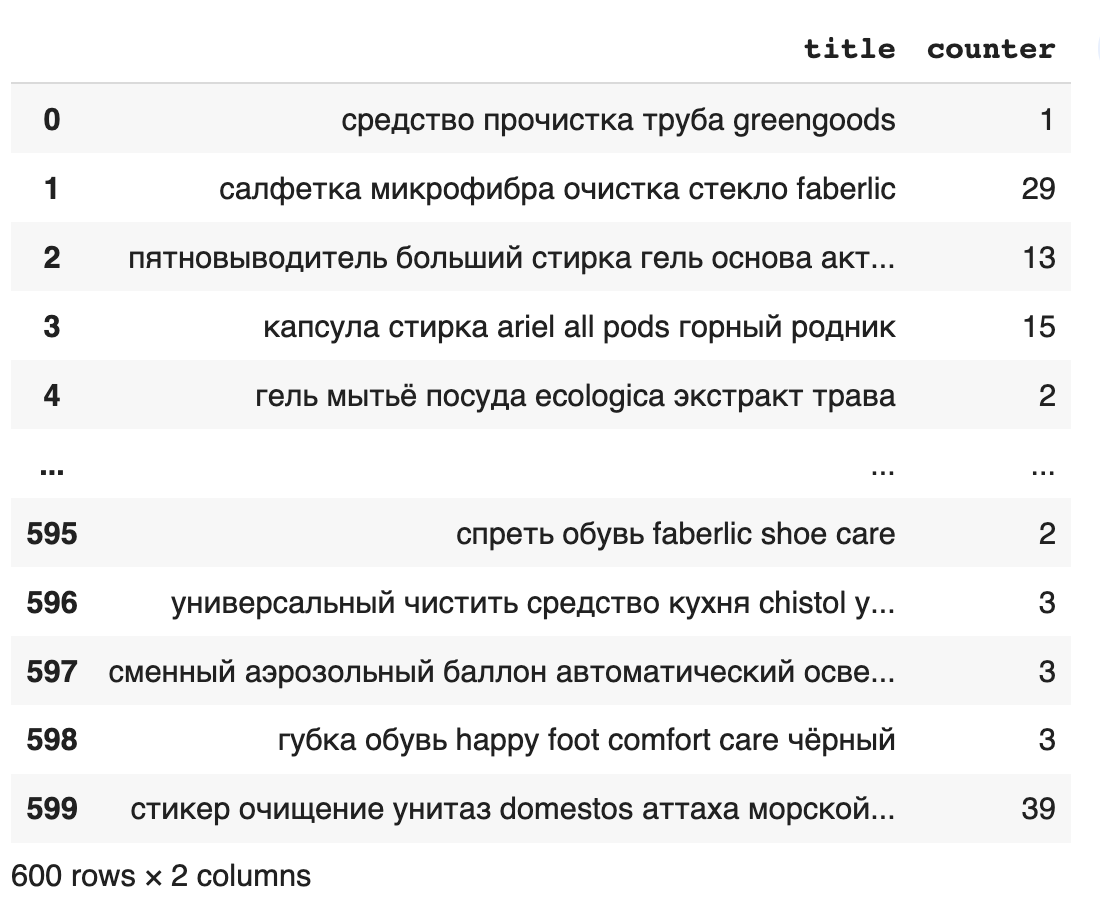 title counter
0 средство прочистка труба greengoods 1
1 салфетка микрофибра очистка стекло faberlic 29
2 пятновыводитель больший стирка гель основа акт... 13
3 капсула стирка ariel all pods горный родник 15
4 гель мытьё посуда ecologica экстракт трава 2
... ... ...
595 спреть обувь faberlic shoe care 2
596 универсальный чистить средство кухня chistol у... 3
597 сменный аэрозольный баллон автоматический осве... 3
598 губка обувь happy foot comfort care чёрный 3
599 стикер очищение унитаз domestos аттаха морской... 39
600 rows × 2 columns